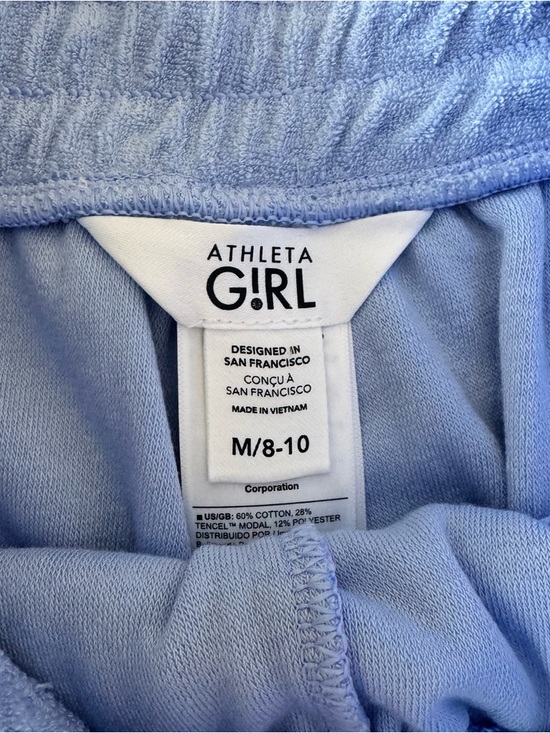 ATHLETA
G!RL
DESIGNED IN
SAN FRANCISCO
CONÇU À
SAN FRANCISCO
MADE IN VIETNAM
M/8-10
Corporation
■ US/GB: 60% COTTON, 28%
TENCEL™ MODAL, 12% POLYESTER
DISTRIBUIDO POR